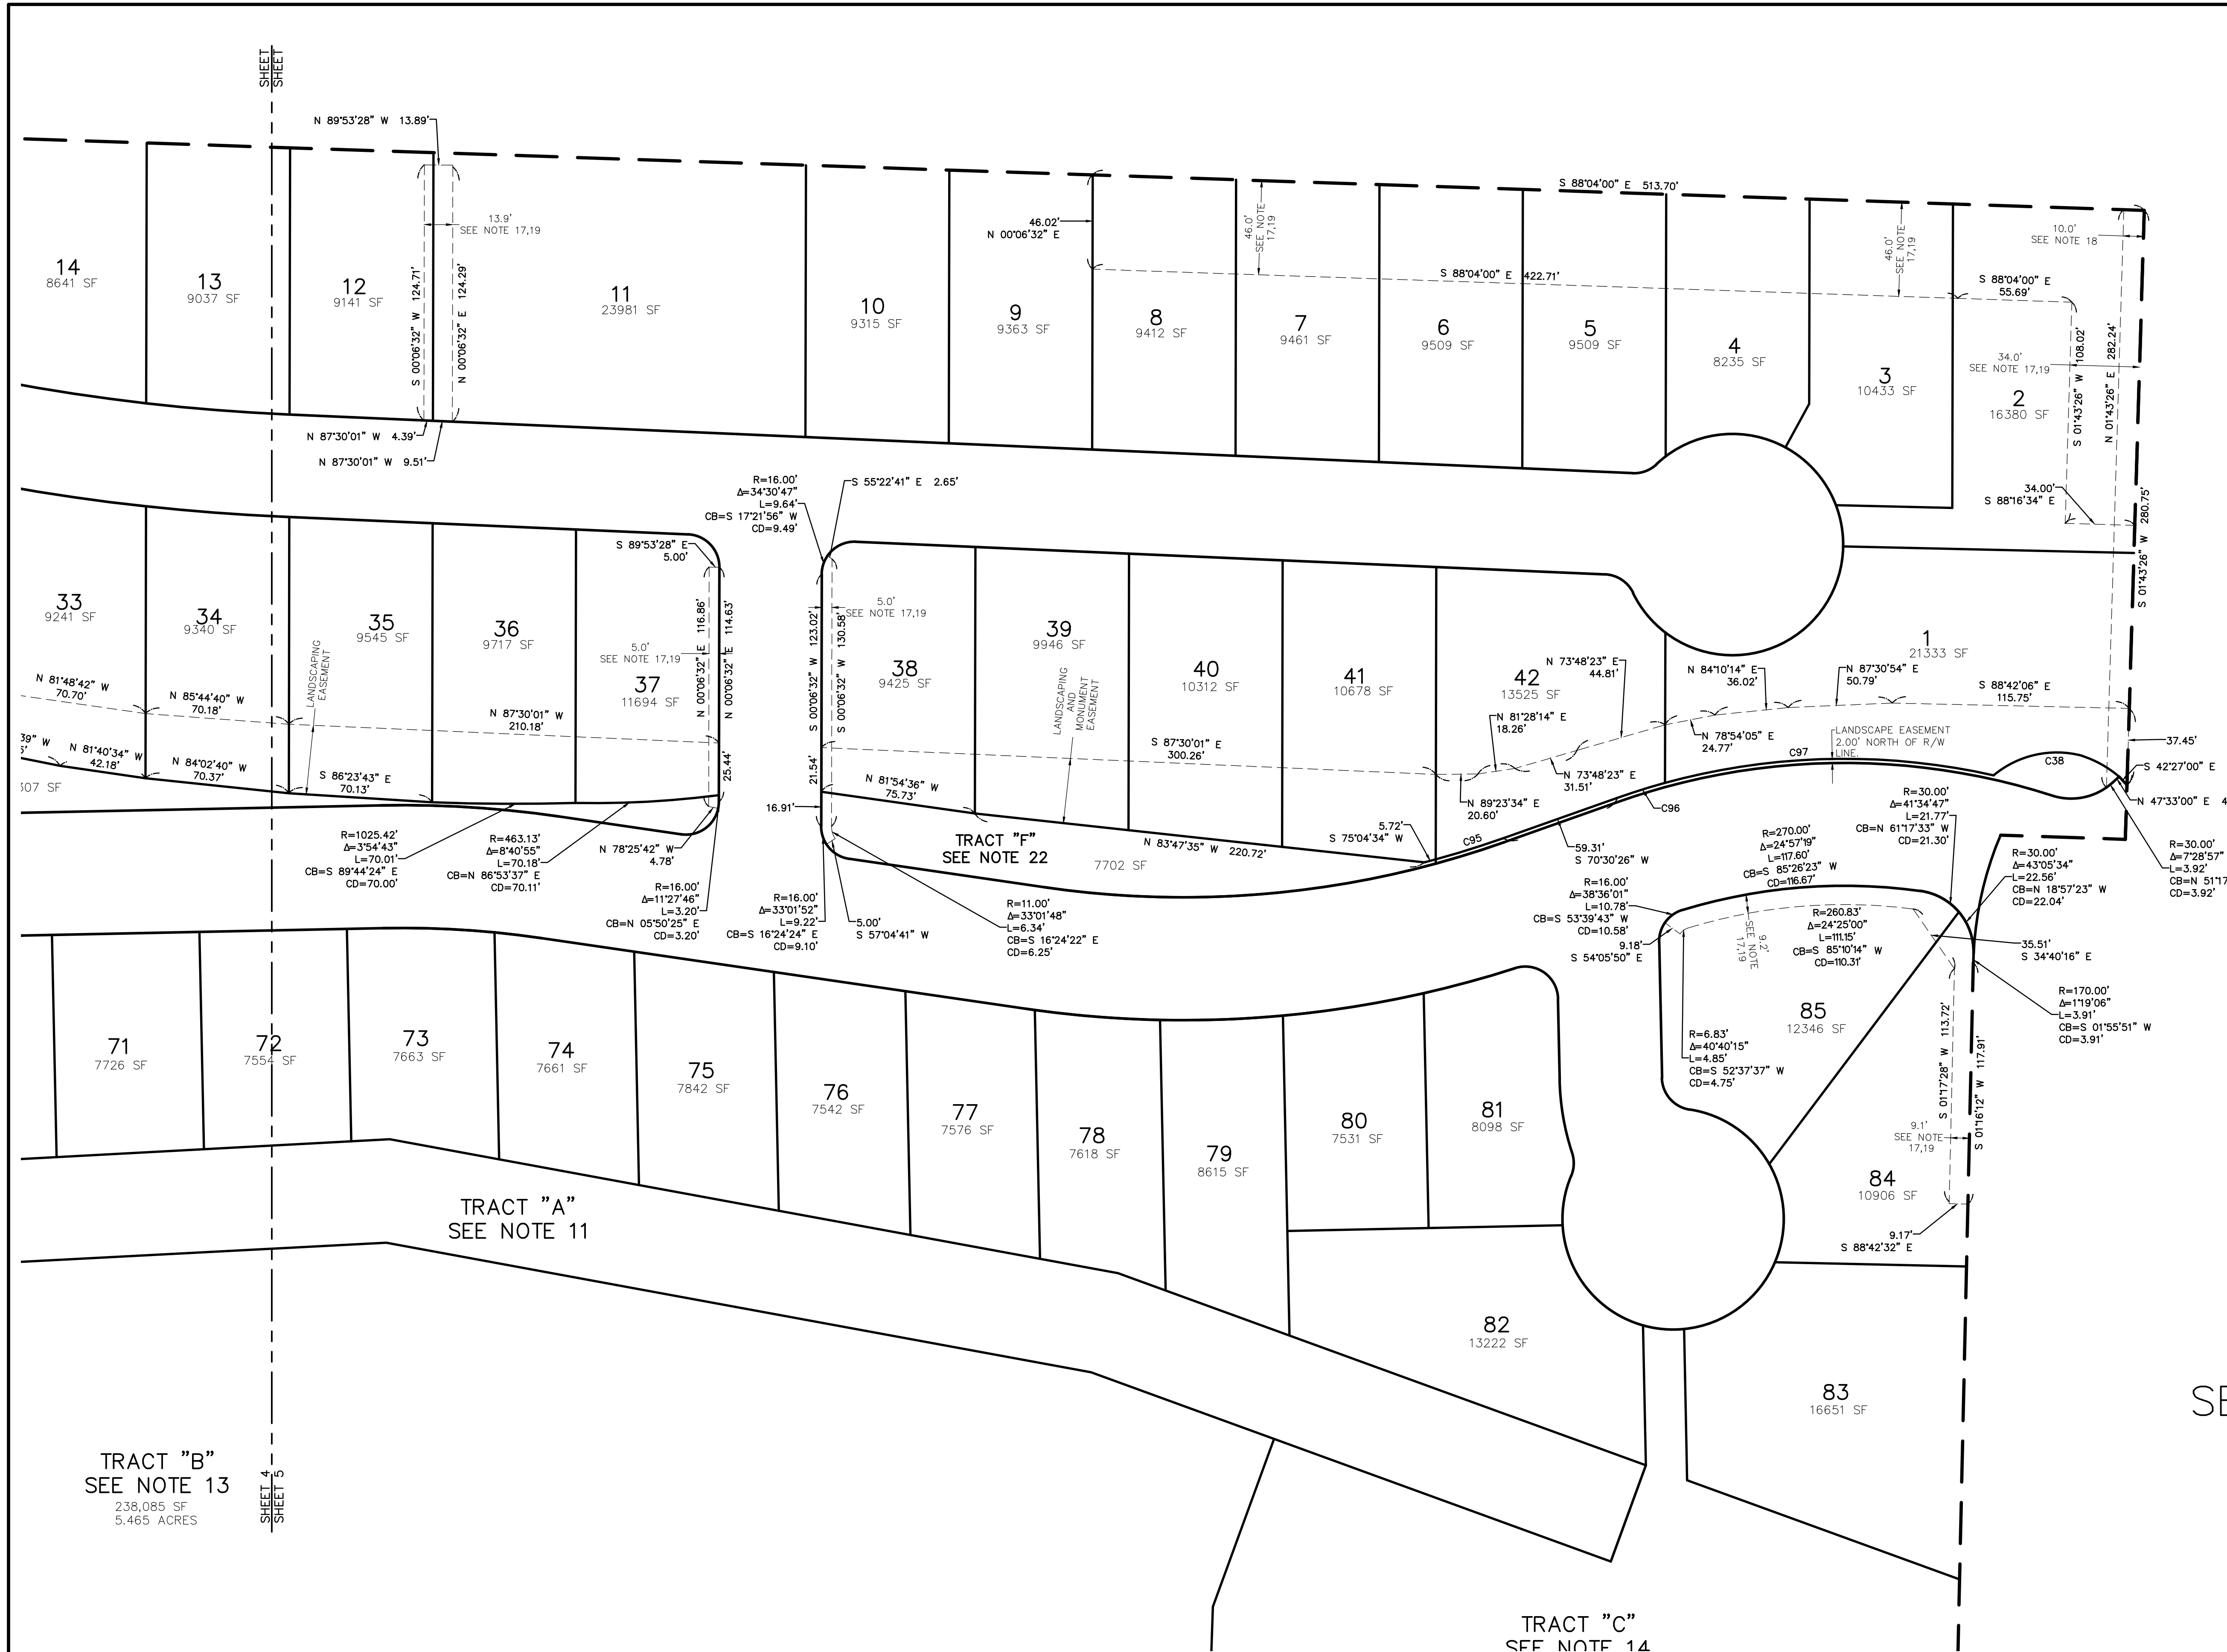 SHEET
SHEET
N 89°53'28" W 13.89'
13.9'
SEE NOTE 17,19
S 00°06'32" W 124.71'
N 00°06'32" E 124.29'
14
8641 SF
13
9037 SF
12
9141 SF
11
23981 SF
10
9315 SF
9
9363 SF
8
9412 SF
7
9461 SF
6
9509 SF
5
9509 SF
4
8235 SF
3
10433 SF
2
16380 SF
46.02'
N 00°06'32" E
46.0'
SEE NOTE
17,19
S 88°04'00" E 513.70'
S 88°04'00" E 422.71'
46.0'
SEE NOTE
17,19
10.0'
SEE NOTE 18
S 88°04'00" E
55.69'
34.0'
SEE NOTE 17,19
S 01°43'26" W 108.02'
N 01°43'26" E 282.24'
34.00'
S 88°16'34" E
S 01°43'26" W 280.75'
N 87°30'01" W 4.39'
N 87°30'01" W 9.51'
R=16.00'
Δ=34°30'47"
L=9.64'
CB=S 17°21'56" W
CD=9.49'
S 55°22'41" E 2.65'
S 89°53'28" E
5.00'
33
9241 SF
34
9340 SF
35
9545 SF
36
9717 SF
5.0'
SEE NOTE 17,19
37
11694 SF
N 00°06'32" E 116.86'
N 00°06'32" E 114.63'
S 00°06'32" W 123.02'
S 00°06'32" W 130.58'
5.0'
SEE NOTE 17,19
38
9425 SF
39
9946 SF
40
10312 SF
41
10678 SF
42
13525 SF
1
21333 SF
N 81°48'42" W
70.70'
N 85°44'40" W
70.18'
LANDSCAPING
EASEMENT
N 87°30'01" W
210.18'
39" W
N 81°40'34" W
42.18'
N 84°02'40" W
70.37'
S 86°23'43" E
70.13'
507 SF
25.44'
21.54'
16.91'
LANDSCAPING
AND
MONUMENT
EASEMENT
S 87°30'01" E
300.26'
N 81°54'36" W
75.73'
N 83°47'35" W 220.72'
TRACT "F"
SEE NOTE 22
7702 SF
N 73°48'23" E
44.81'
N 84°10'14" E
36.02'
N 87°30'54" E
50.79'
S 88°42'06" E
115.75'
N 81°28'14" E
18.26'
N 78°54'05" E
24.77'
N 73°48'23" E
31.51'
N 89°23'34" E
20.60'
LANDSCAPE EASEMENT
2.00' NORTH OF R/W
LINE.
C97
C38
C96
C95
37.45'
S 42°27'00" E
N 47°33'00" E 4
5.72'
S 75°04'34" W
59.31'
S 70°30'26" W
R=1025.42'
Δ=3°54'43"
L=70.01'
CB=S 89°44'24" E
CD=70.00'
R=463.13'
Δ=8°40'55"
L=70.18'
CB=N 86°53'37" E
CD=70.11'
N 78°25'42" W
4.78'
R=16.00'
Δ=11°27'46"
L=3.20'
CB=N 05°50'25" E
CD=3.20'
R=16.00'
Δ=33°01'52"
L=9.22'
CB=S 16°24'24" E
CD=9.10'
5.00'
S 57°04'41" W
R=11.00'
Δ=33°01'48"
L=6.34'
CB=S 16°24'22" E
CD=6.25'
R=16.00'
Δ=38°36'01"
L=10.78'
CB=S 53°39'43" W
CD=10.58'
9.18'
S 54°05'50" E
R=270.00'
Δ=24°57'19"
L=117.60'
CB=S 85°26'23" W
CD=116.67'
R=30.00'
Δ=41°34'47"
L=21.77'
CB=N 61°17'33" W
CD=21.30'
R=30.00'
Δ=43°05'34"
L=22.56'
CB=N 18°57'23" W
CD=22.04'
R=30.00'
Δ=7°28'57"
L=3.92'
CB=N 51°17
CD=3.92'
9.2'
SEE NOTE
17,19
R=260.83'
Δ=24°25'00"
L=111.15'
CB=S 85°10'14" W
CD=110.31'
35.51'
S 34°40'16" E
R=170.00'
Δ=1°19'06"
L=3.91'
CB=S 01°55'51" W
CD=3.91'
R=6.83'
Δ=40°40'15"
L=4.85'
CB=S 52°37'37" W
CD=4.75'
85
12346 SF
S 01°17'28" W 113.72'
S 01°16'12" W 117.91'
9.1'
SEE NOTE
17,19
84
10906 SF
9.17'
S 88°42'32" E
71
7726 SF
72
7554 SF
73
7663 SF
74
7661 SF
75
7842 SF
76
7542 SF
77
7576 SF
78
7618 SF
79
8615 SF
80
7531 SF
81
8098 SF
82
13222 SF
83
16651 SF
TRACT "A"
SEE NOTE 11
TRACT "B"
SEE NOTE 13
238,085 SF
5.465 ACRES
SHEET 4
SHEET 5
TRACT "C"
SEE NOTE 14
SE